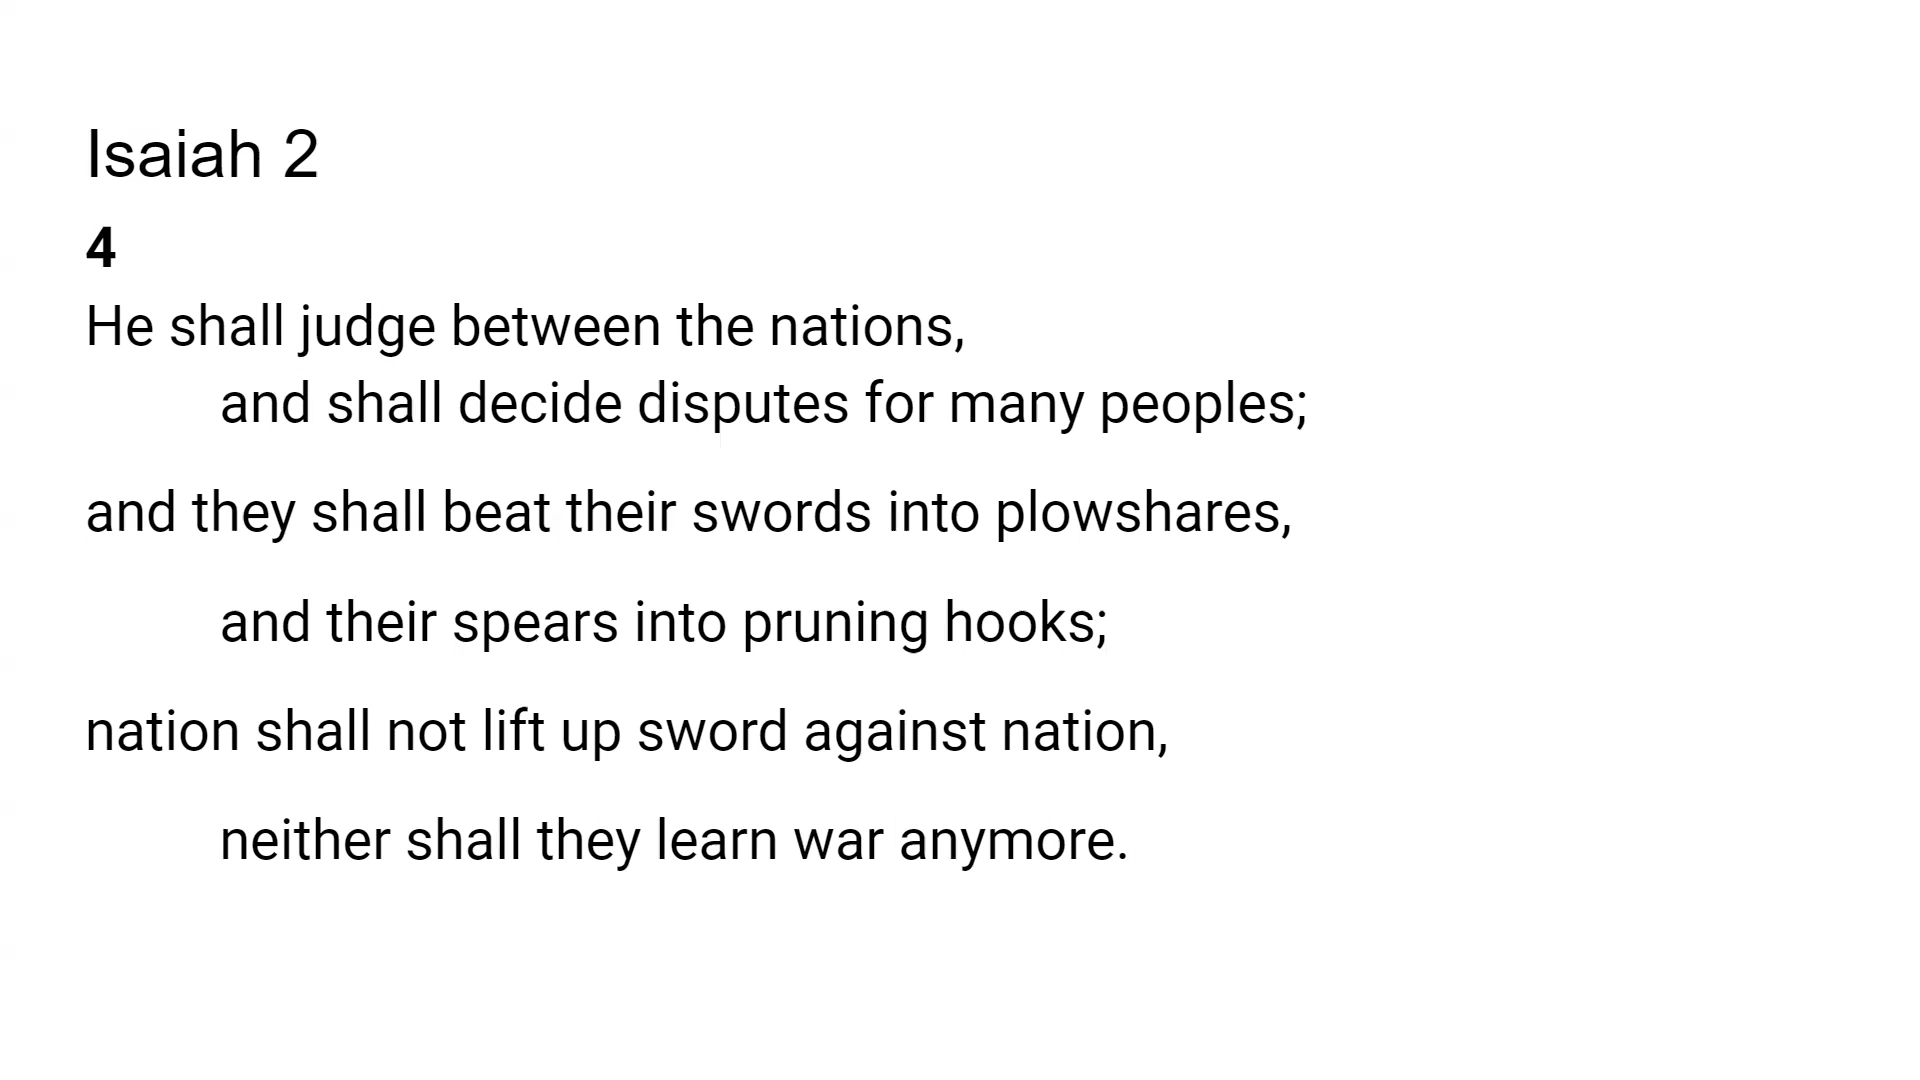 Isaiah 2
4
He shall judge between the nations,
and shall decide disputes for many peoples;
and they shall beat their swords into plowshares,
and their spears into pruning hooks;
nation shall not lift up sword against nation,
neither shall they learn war anymore.